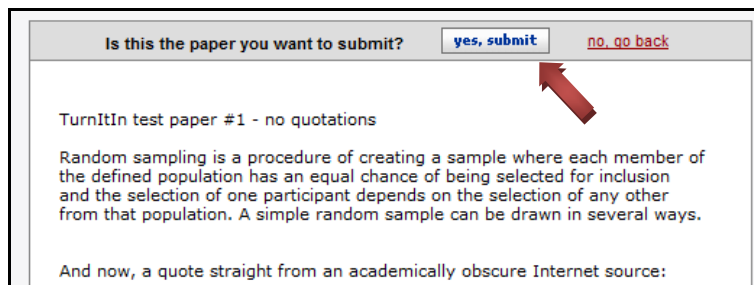 Is this the paper you want to submit? yes, submit no, go back
TurnItIn test paper #1 - no quotations
Random sampling is a procedure of creating a sample where each member of
the defined population has an equal chance of being selected for inclusion
and the selection of one participant depends on the selection of any other
from that population. A simple random sample can be drawn in several ways.
And now, a quote straight from an academically obscure Internet source: